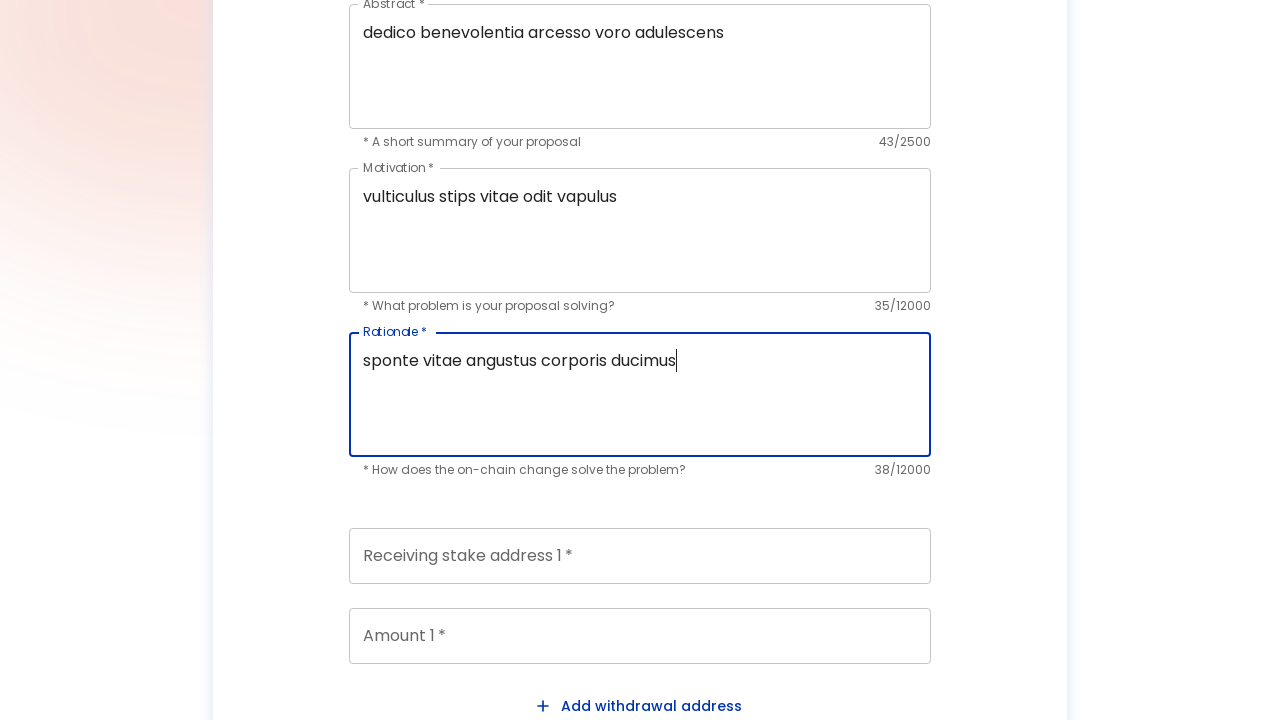 Abstract *
dedico benevolentia arcesso voro adulescens
* A short summary of your proposal 43/2500
Motivation *
vulticulus stips vitae odit vapulus
* What problem is your proposal solving? 35/12000
Rationale *
sponte vitae angustus corporis ducimus
* How does the on-chain change solve the problem? 38/12000
Receiving stake address 1 *
Amount 1 *
+ Add withdrawal address